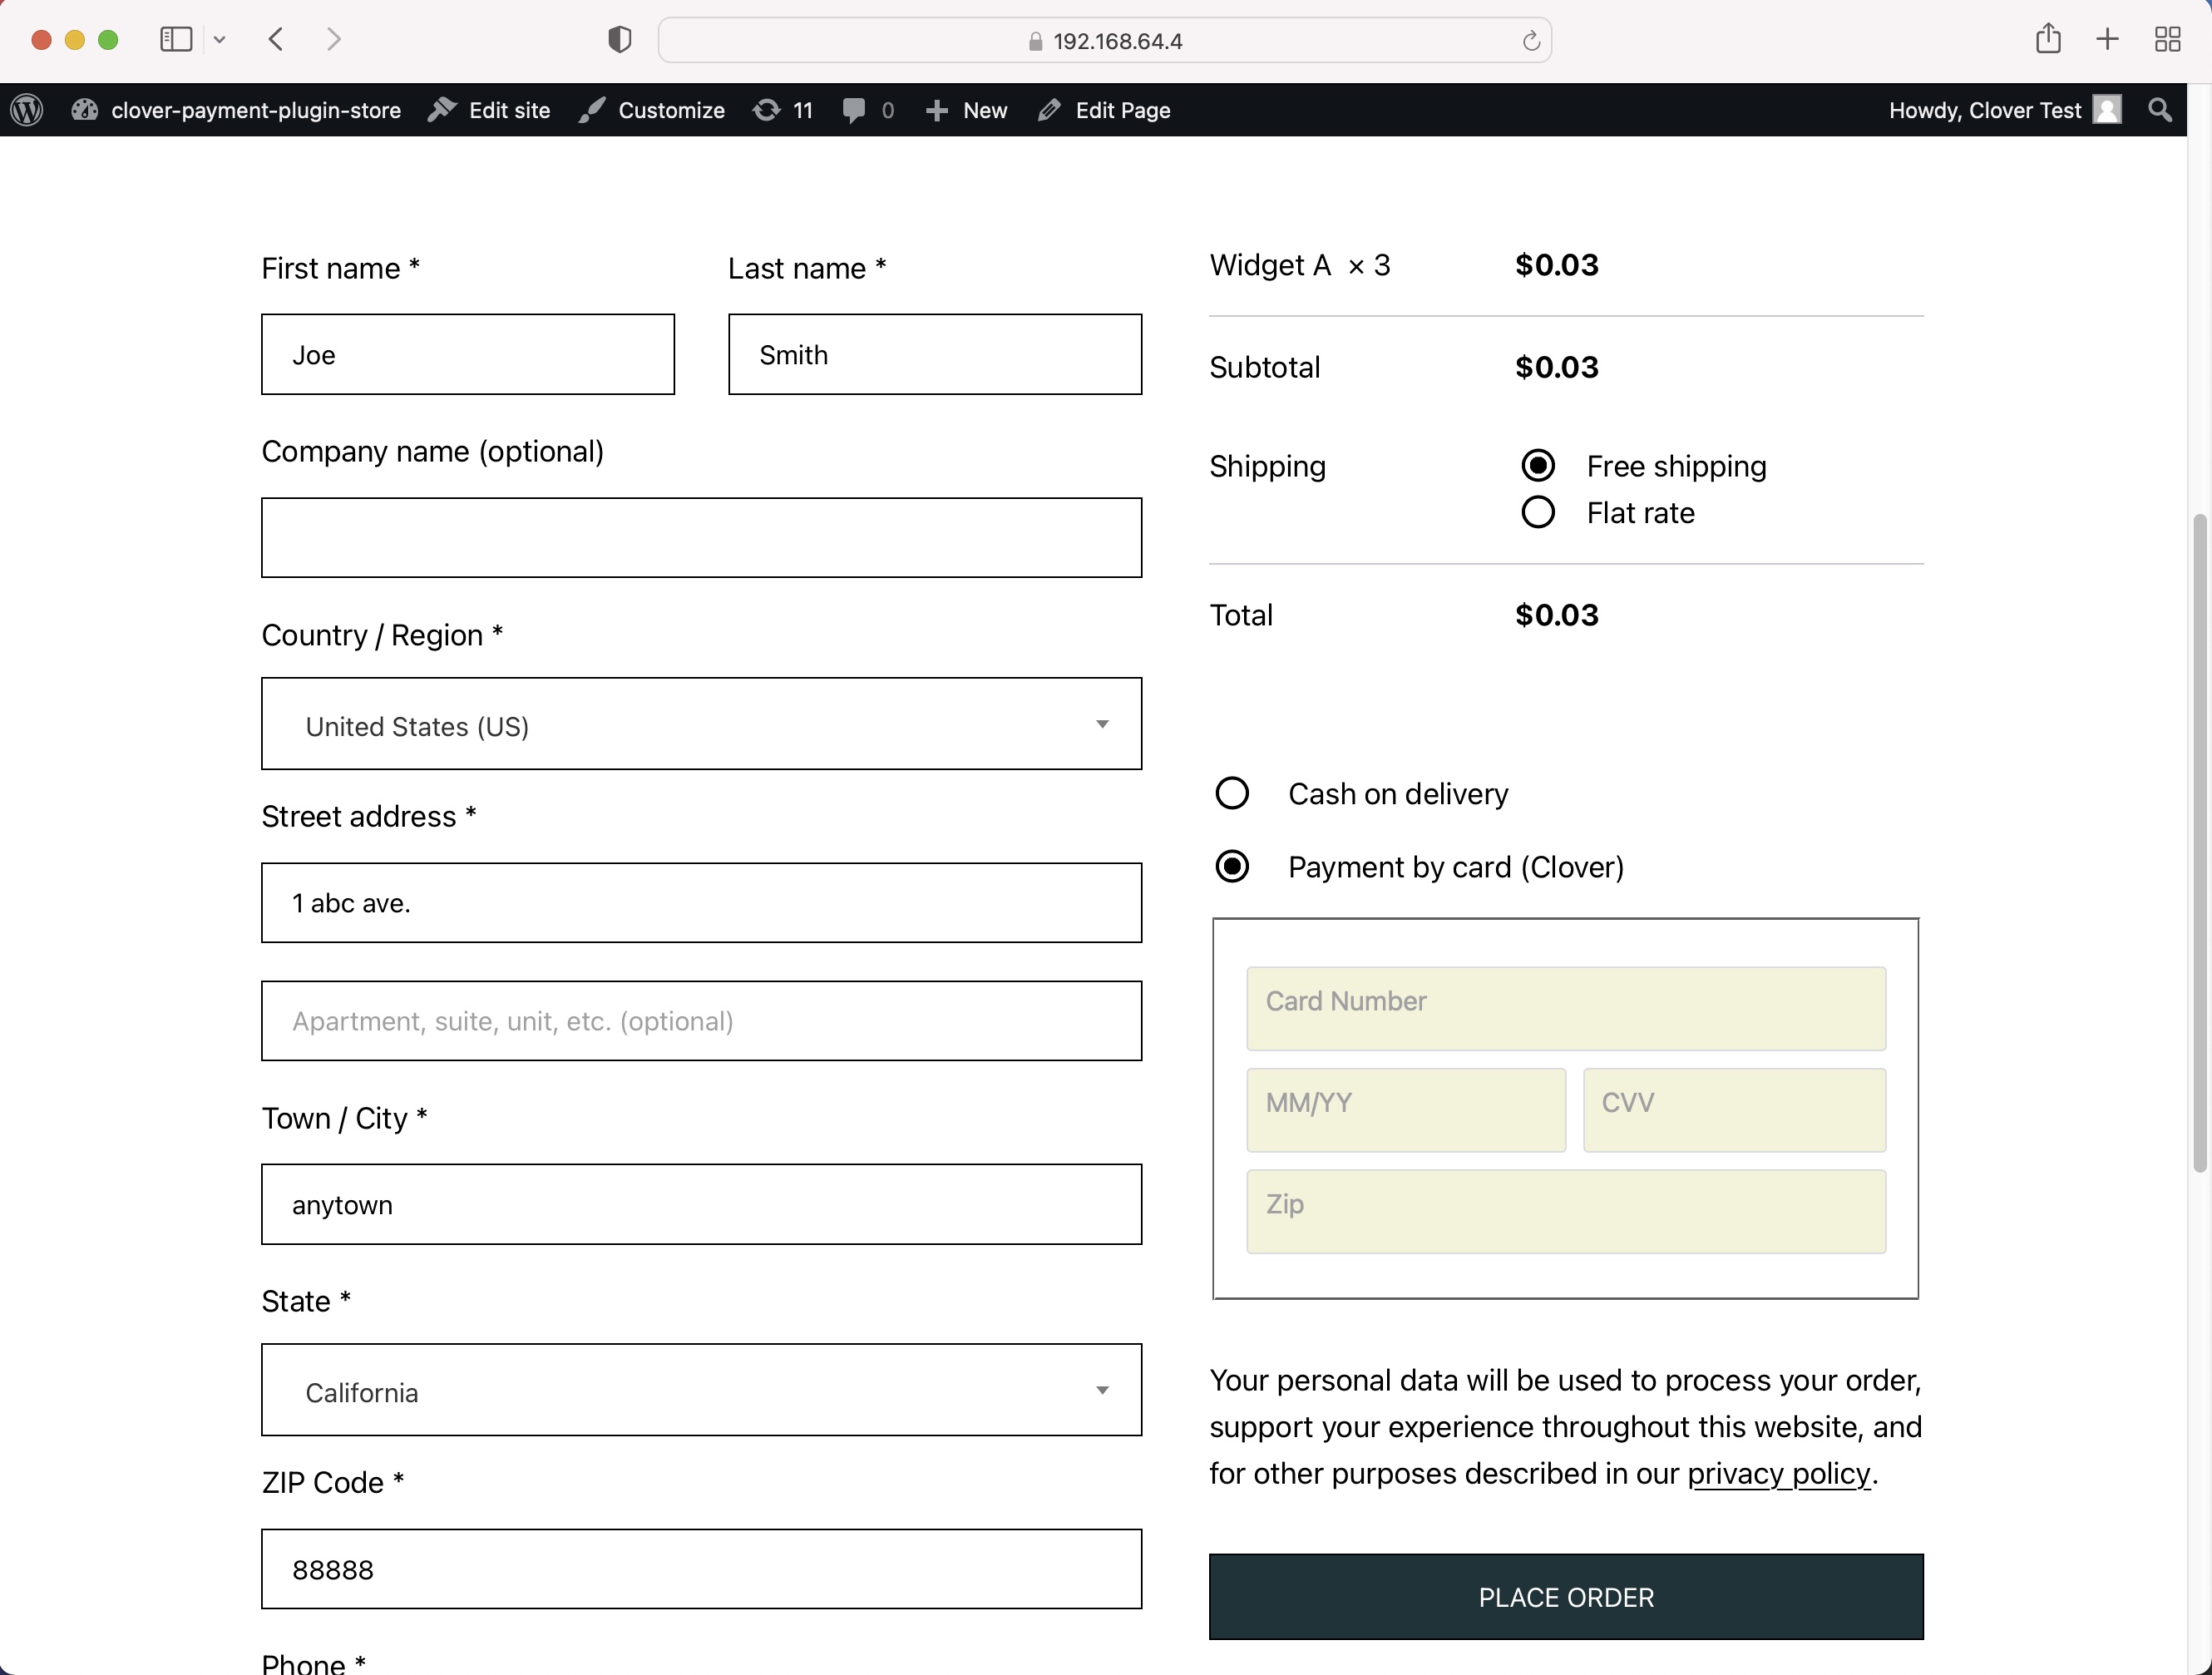 192.168.64.4
clover-payment-plugin-store Edit site Customize 11 0 New Edit Page Howdy, Clover Test
First name * Last name *
Joe Smith
Company name (optional)
Country / Region *
United States (US)
Street address *
1 abc ave.
Apartment, suite, unit, etc. (optional)
Town / City *
anytown
State *
California
ZIP Code *
88888
Phone *
Widget A × 3 $0.03
Subtotal $0.03
Shipping Free shipping
Flat rate
Total $0.03
Cash on delivery
Payment by card (Clover)
Card Number
MM/YY CVV
Zip
Your personal data will be used to process your order,
support your experience throughout this website, and
for other purposes described in our privacy policy.
PLACE ORDER